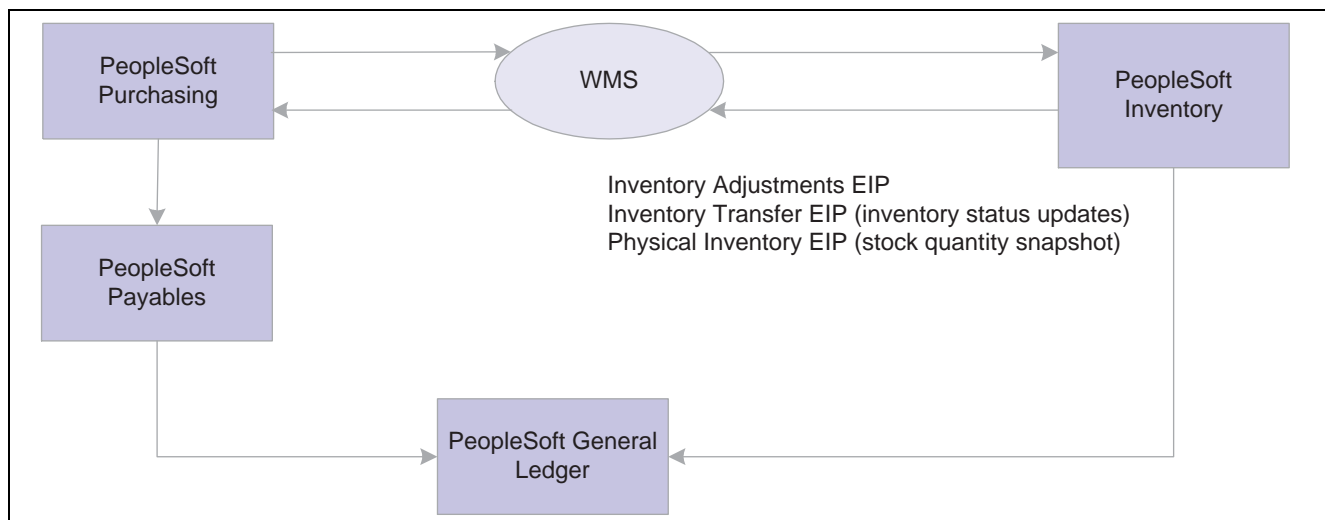 PeopleSoft
Purchasing
WMS
PeopleSoft
Inventory
Inventory Adjustments EIP
Inventory Transfer EIP (inventory status updates)
Physical Inventory EIP (stock quantity snapshot)
PeopleSoft
Payables
PeopleSoft General
Ledger